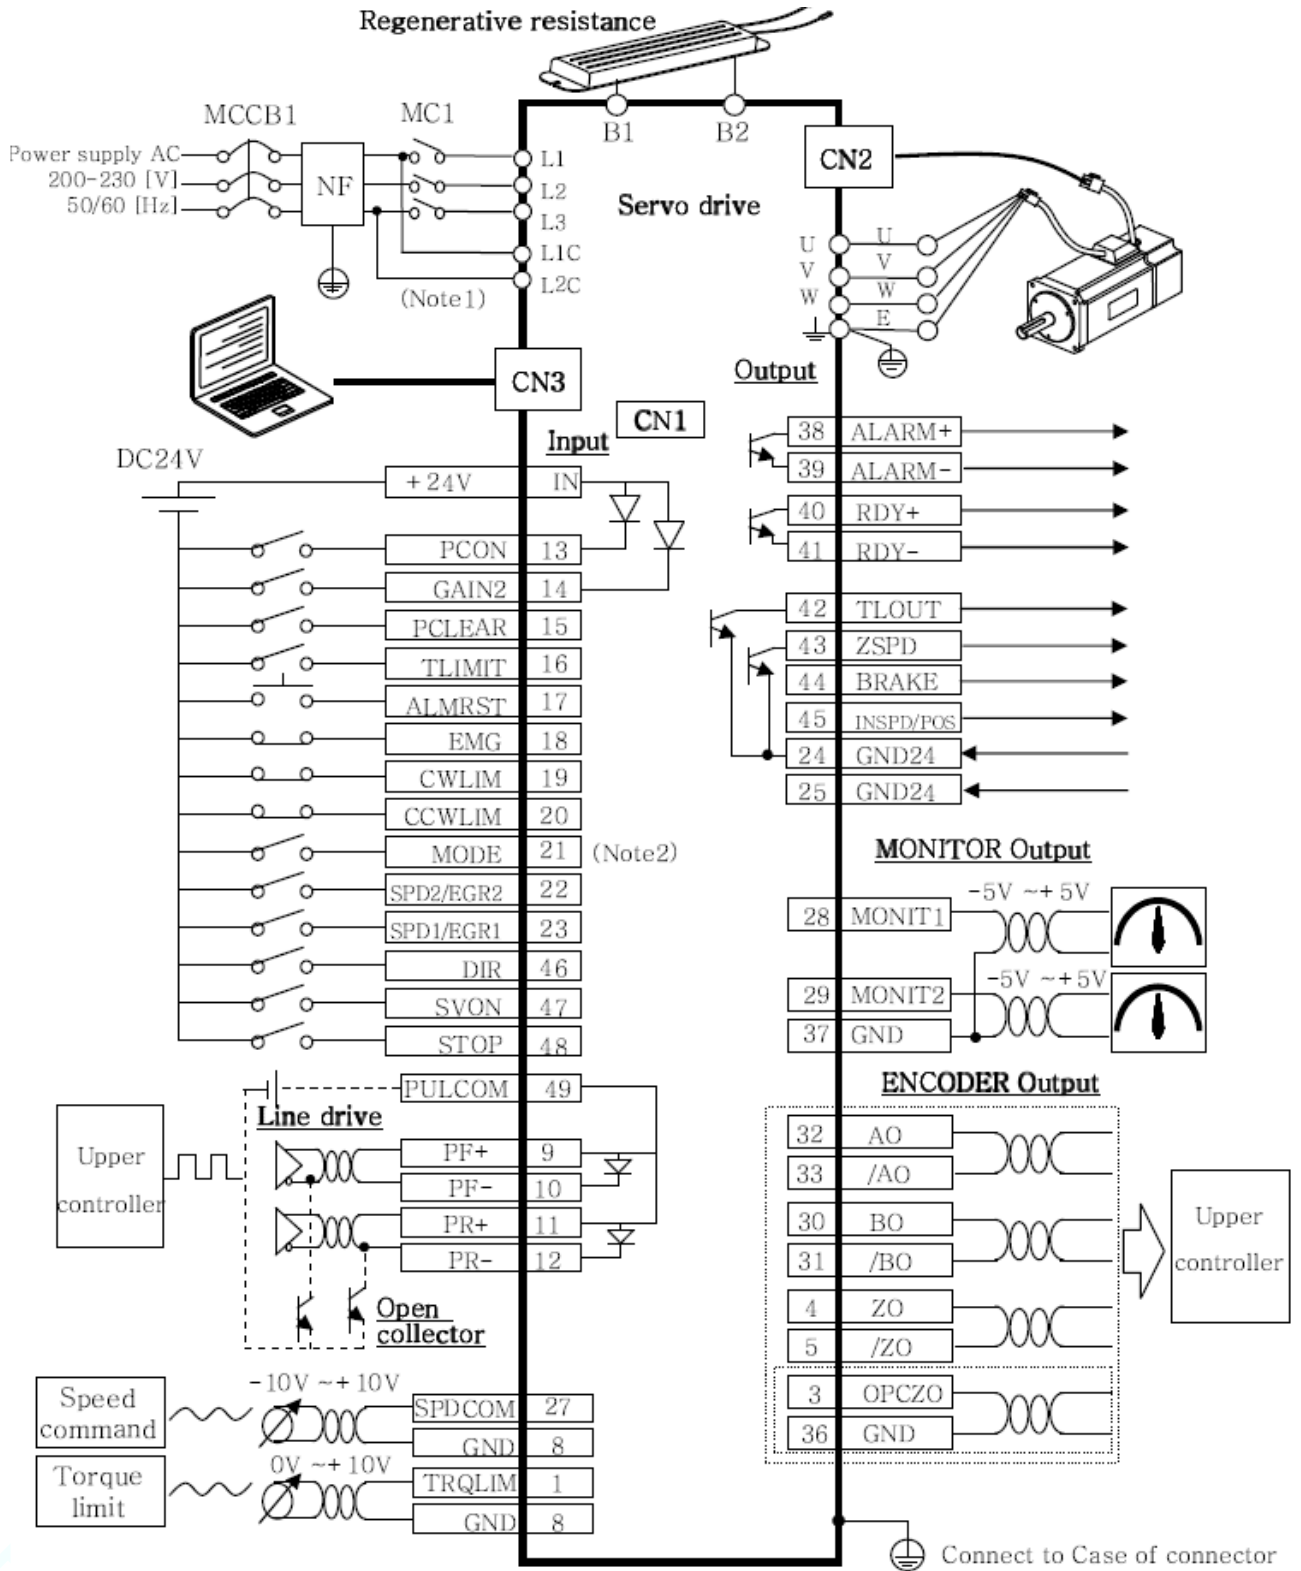 Regenerative resistance
MCCB1
MC1
B1
B2
CN2
Power supply AC
200-230 [V]
50/60 [Hz]
NF
L1
L2
L3
L1C
L2C
(Note1)
Servo drive
U
V
W
U
V
W
E
CN3
CN1
Input
Output
DC24V
+24V IN
PCON 13
GAIN2 14
PCLEAR 15
TLIMIT 16
ALMRST 17
EMG 18
CWLIM 19
CCWLIM 20
MODE 21 (Note2)
SPD2/EGR2 22
SPD1/EGR1 23
DIR 46
SVON 47
STOP 48
PULCOM 49
Line drive
Upper
controller
PF+ 9
PF- 10
PR+ 11
PR- 12
Open
collector
Speed
command
-10V ~+ 10V
SPDCOM 27
GND 8
Torque
limit
0V ~+ 10V
TRQLIM 1
GND 8
38 ALARM+
39 ALARM-
40 RDY+
41 RDY-
42 TLOUT
43 ZSPD
44 BRAKE
45 INSPD/POS
24 GND24
25 GND24
MONITOR Output
-5V ~+ 5V
28 MONIT1
-5V ~+5V
29 MONIT2
37 GND
ENCODER Output
32 AO
33 /AO
30 BO
31 /BO
4 ZO
5 /ZO
3 OPCZO
36 GND
Upper
controller
Connect to Case of connector